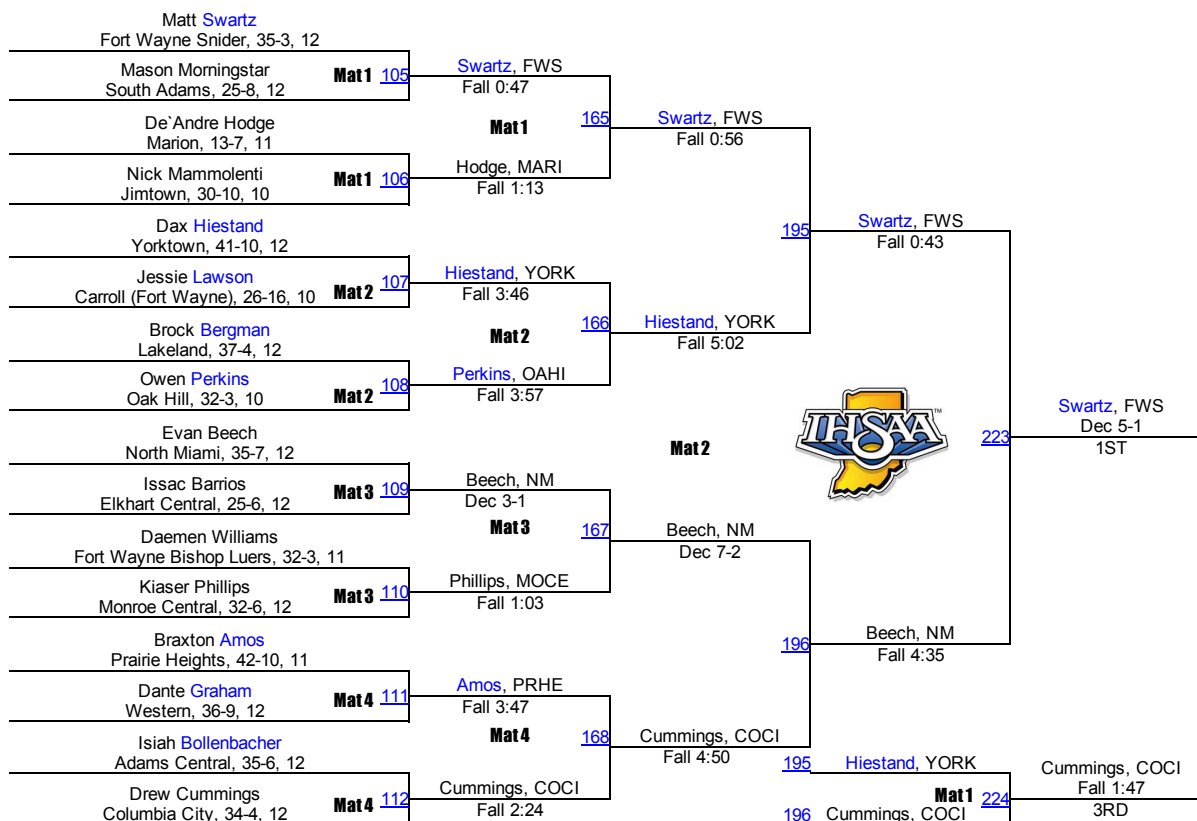 Matt Swartz
Fort Wayne Snider, 35-3, 12
Mason Morningstar
South Adams, 25-8, 12
Mat 1 105
Swartz, FWS
Fall 0:47
De`Andre Hodge
Marion, 13-7, 11
Mat 1
165
Swartz, FWS
Fall 0:56
Nick Mammolenti
Jimtown, 30-10, 10
Mat 1 106
Hodge, MARI
Fall 1:13
Dax Hiestand
Yorktown, 41-10, 12
195
Swartz, FWS
Fall 0:43
Jessie Lawson
Carroll (Fort Wayne), 26-16, 10
Mat 2 107
Hiestand, YORK
Fall 3:46
Brock Bergman
Lakeland, 37-4, 12
Mat 2
166
Hiestand, YORK
Fall 5:02
Owen Perkins
Oak Hill, 32-3, 10
Mat 2 108
Perkins, OAHI
Fall 3:57
IHSAA™
Mat 2
223
Swartz, FWS
Dec 5-1
1ST
Evan Beech
North Miami, 35-7, 12
Issac Barrios
Elkhart Central, 25-6, 12
Mat 3 109
Beech, NM
Dec 3-1
Daemen Williams
Fort Wayne Bishop Luers, 32-3, 11
Mat 3
167
Beech, NM
Dec 7-2
Kiaser Phillips
Monroe Central, 32-6, 12
Mat 3 110
Phillips, MOCE
Fall 1:03
Braxton Amos
Prairie Heights, 42-10, 11
196
Beech, NM
Fall 4:35
Dante Graham
Western, 36-9, 12
Mat 4 111
Amos, PRHE
Fall 3:47
Isiah Bollenbacher
Adams Central, 35-6, 12
Mat 4
168
Cummings, COCI
Fall 4:50
Drew Cummings
Columbia City, 34-4, 12
Mat 4 112
Cummings, COCI
Fall 2:24
195 Hiestand, YORK
Mat 1 224
196 Cummings, COCI
Cummings, COCI
Fall 1:47
3RD